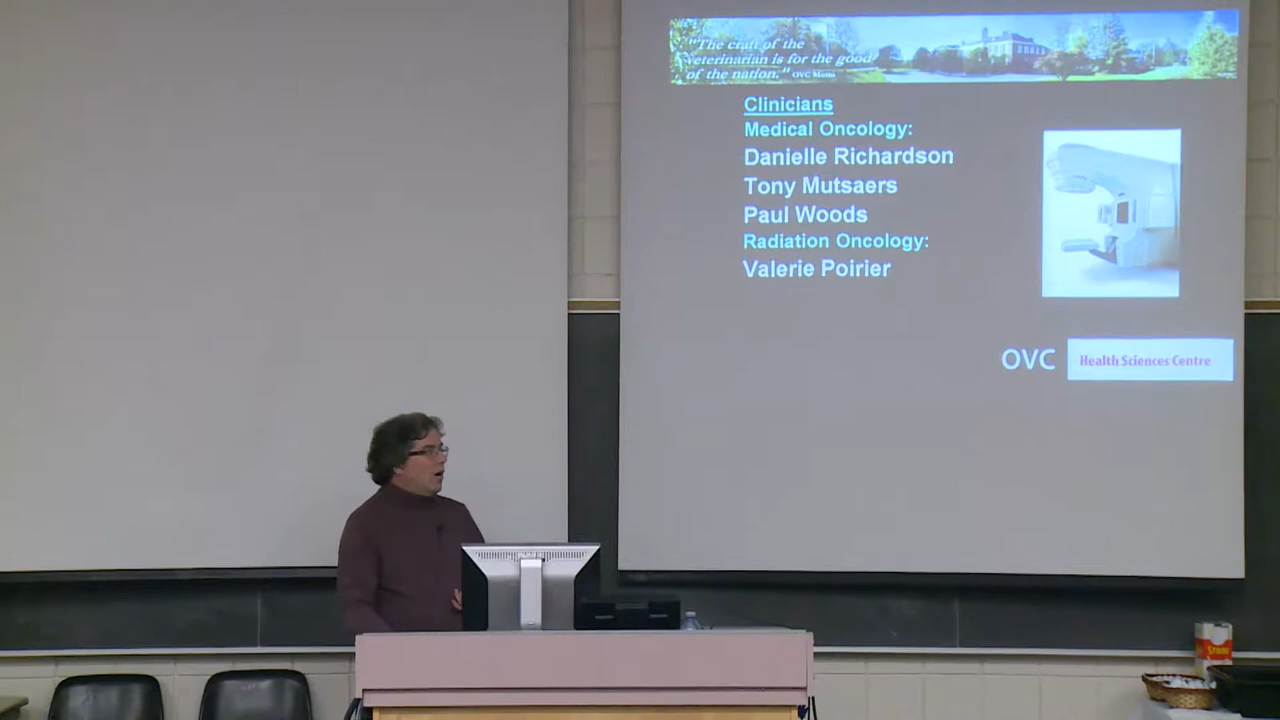 "The craft of the
veterinarian is for the good
of the nation." OVC Motto
Clinicians
Medical Oncology:
Danielle Richardson
Tony Mutsaers
Paul Woods
Radiation Oncology:
Valerie Poirier
OVC Health Sciences Centre